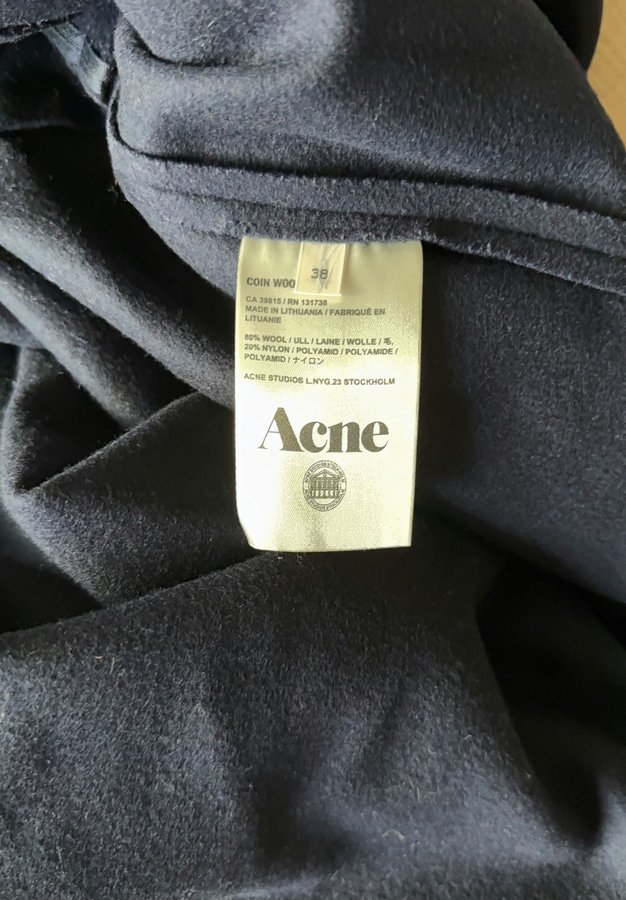 38
COIN WOO
CA 39815 / RN 131738
MADE IN LITHUANIA / FABRIQUÉ EN
LITUANIE
80% WOOL / ULL / LAINE / WOLLE / 毛,
20% NYLON / POLYAMID / POLYAMIDE /
POLYAMID / ナイロン
ACNE STUDIOS L.NYG.23 STOCKHOLM
Acne